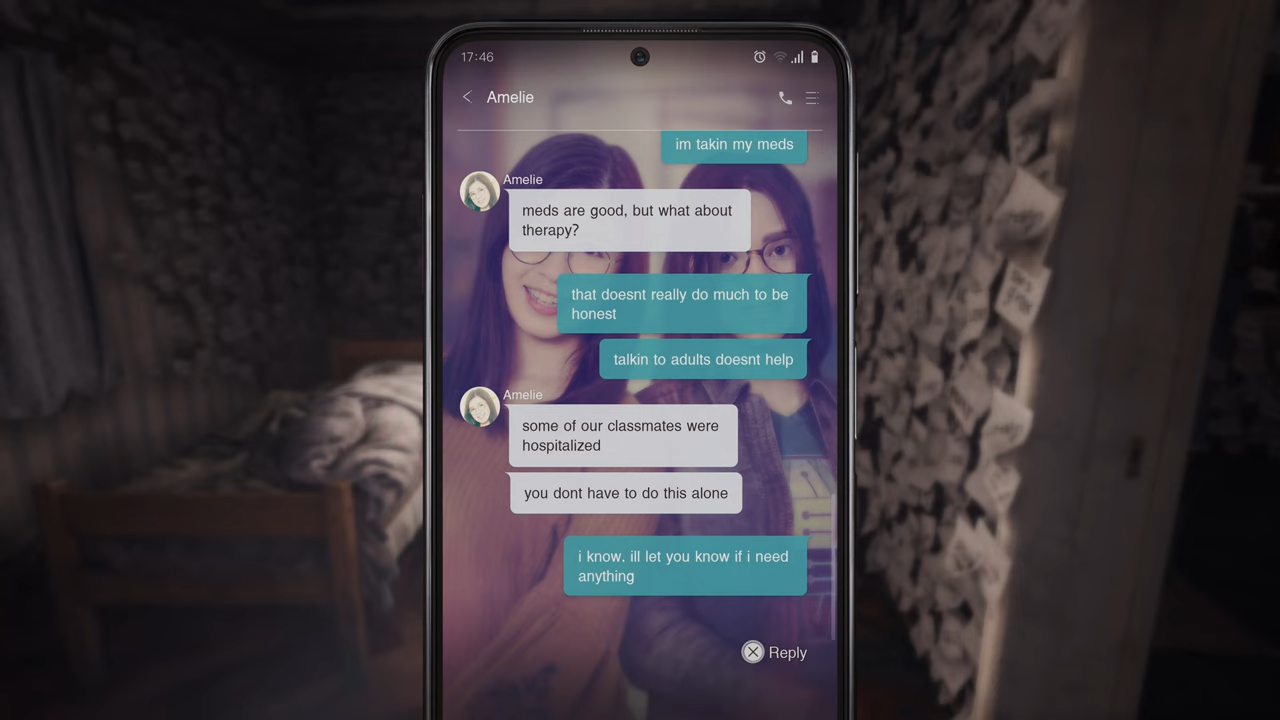 17:46
Amelie
im takin my meds
Amelie
meds are good, but what about
therapy?
that doesnt really do much to be
honest
talkin to adults doesnt help
Amelie
some of our classmates were
hospitalized
you dont have to do this alone
i know. ill let you know if i need
anything
Reply